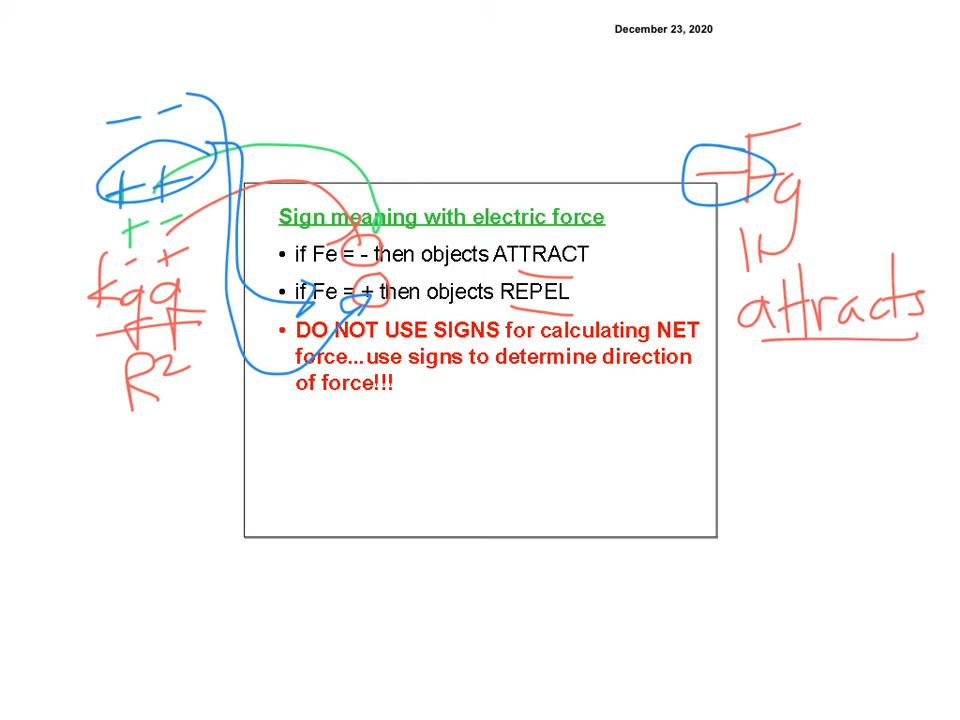 December 23, 2020
- -
+ +
+ -
- +
kqq
R²
Sign meaning with electric force
• if Fe = - then objects ATTRACT
• if Fe = + then objects REPEL
• DO NOT USE SIGNS for calculating NET
force...use signs to determine direction
of force!!!
-Fg
attracts